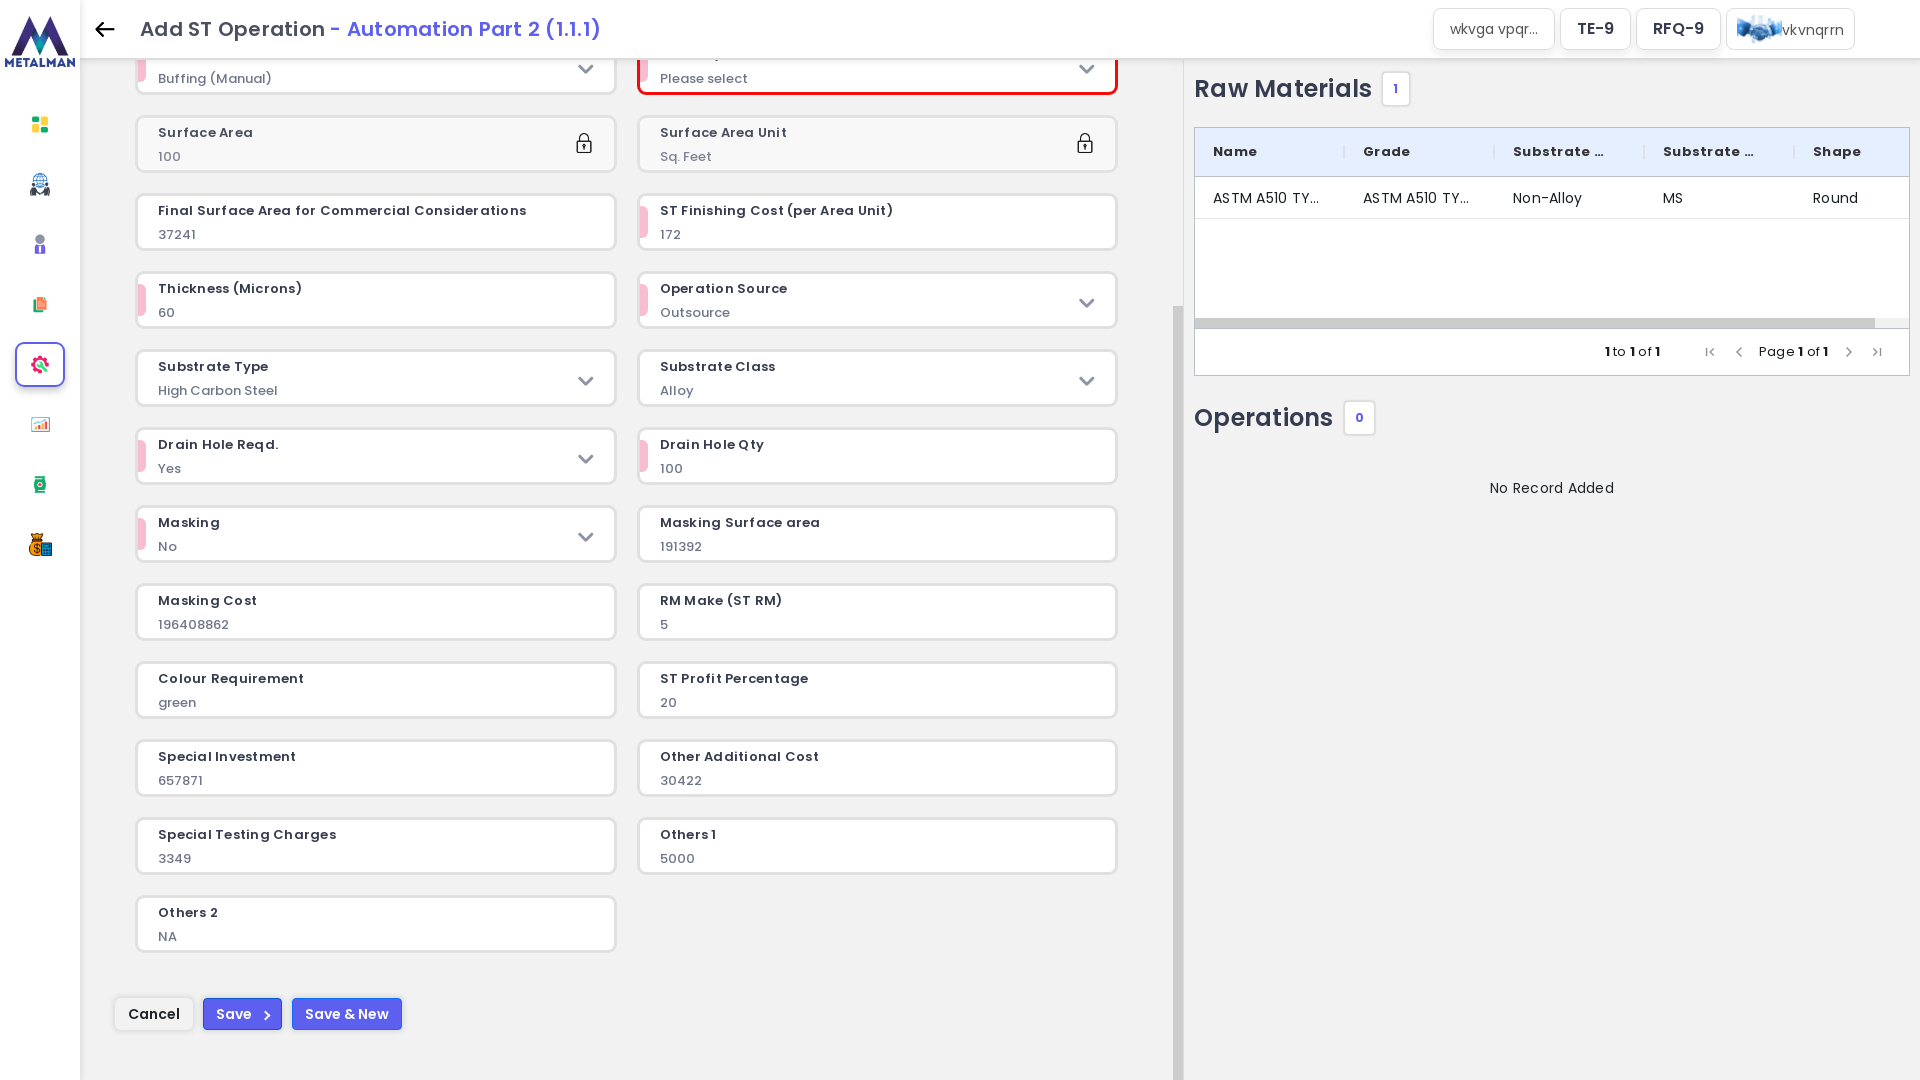 METALMAN
Add ST Operation - Automation Part 2 (1.1.1)
wkvga vpqr...
TE-9
RFQ-9
vkvnqrrn
Buffing (Manual)
Please select
Surface Area
100
Surface Area Unit
Sq. Feet
Final Surface Area for Commercial Considerations
37241
ST Finishing Cost (per Area Unit)
172
Thickness (Microns)
60
Operation Source
Outsource
Substrate Type
High Carbon Steel
Substrate Class
Alloy
Drain Hole Reqd.
Yes
Drain Hole Qty
100
Masking
No
Masking Surface area
191392
Masking Cost
196408862
RM Make (ST RM)
5
Colour Requirement
green
ST Profit Percentage
20
Special Investment
657871
Other Additional Cost
30422
Special Testing Charges
3349
Others 1
5000
Others 2
NA
Cancel
Save
Save & New
Raw Materials 1
Name Grade Substrate ... Substrate ... Shape
ASTM A510 TY... ASTM A510 TY... Non-Alloy MS Round
1 to 1 of 1 Page 1 of 1
Operations 0
No Record Added